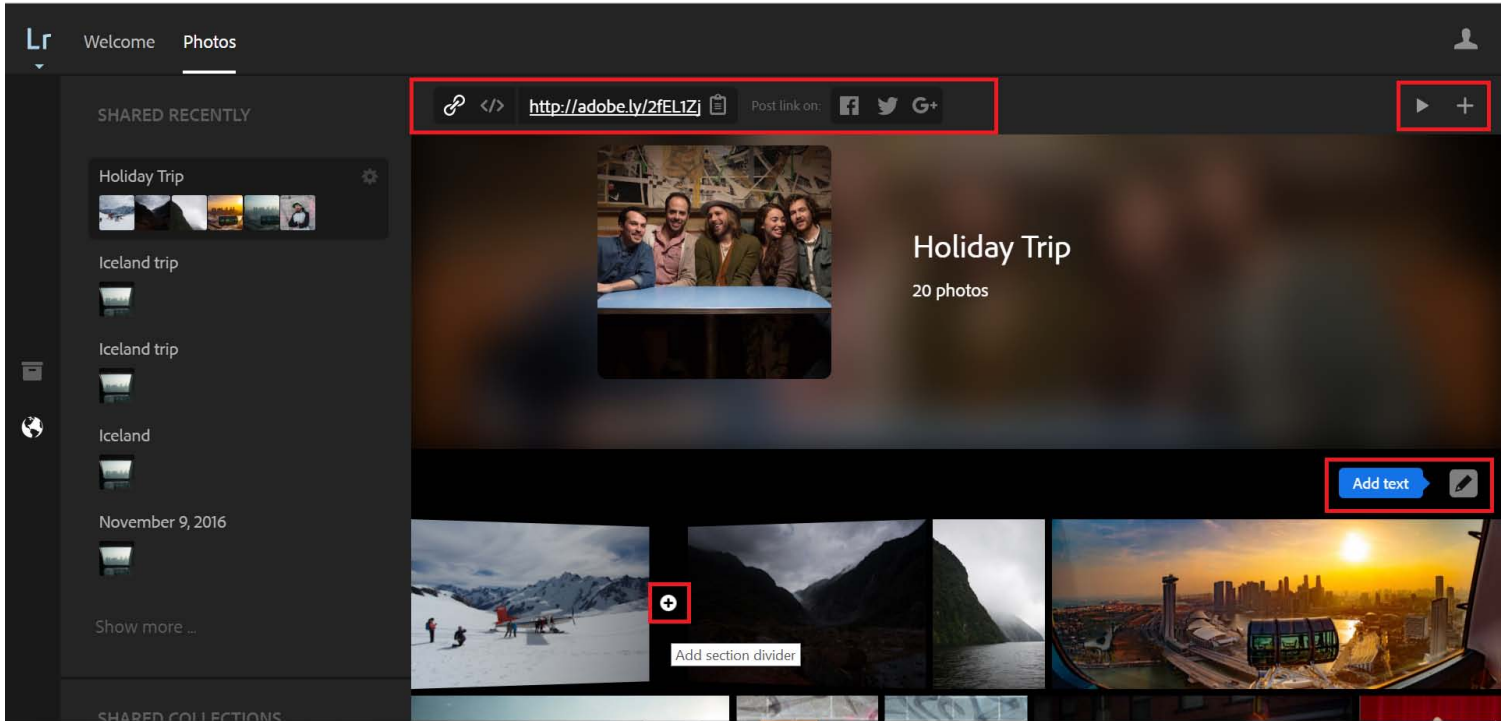 Lr
Welcome
Photos
SHARED RECENTLY
Holiday Trip
Iceland trip
Iceland trip
Iceland
November 9, 2016
Show more ...
SHARED COLLECTIONS
</> http://adobe.ly/2fEL1Zj Post link on: G+
Holiday Trip
20 photos
Add text
Add section divider